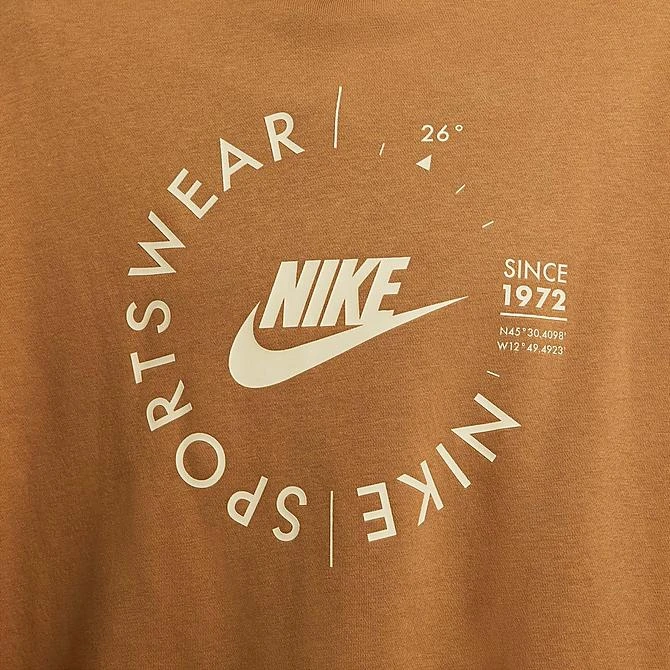 26°
NIKE
SINCE
1972
N45°30.4098'
W12°49.4923'
NIKE | SPORTSWEAR